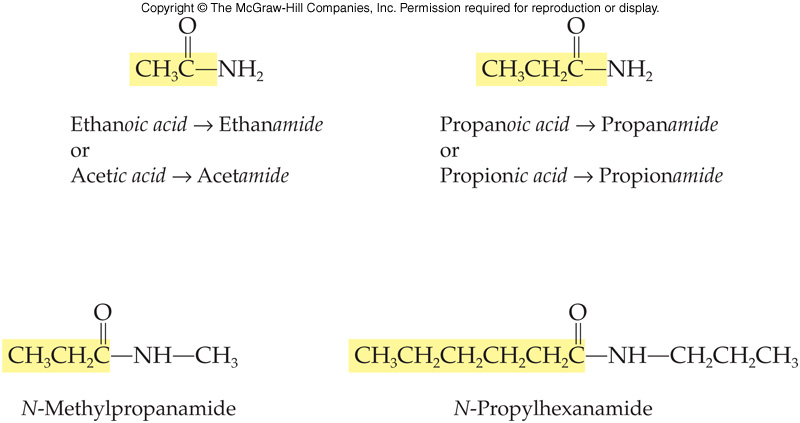 Copyright © The McGraw-Hill Companies, Inc. Permission required for reproduction or display.
O
CH₃C—NH₂
Ethanoic acid → Ethanamide
or
Acetic acid → Acetamide
O
CH₃CH₂C—NH₂
Propanoic acid → Propanamide
or
Propionic acid → Propionamide
O
CH₃CH₂C—NH—CH₃
N-Methylpropanamide
O
CH₃CH₂CH₂CH₂CH₂C—NH—CH₂CH₂CH₃
N-Propylhexanamide